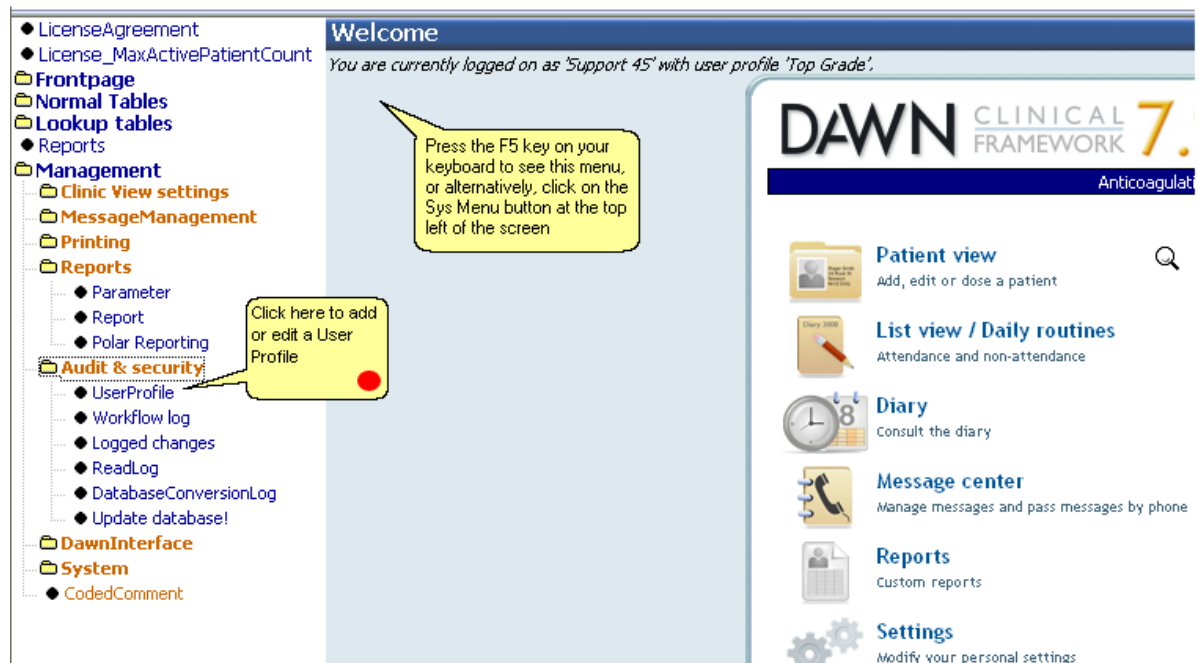 LicenseAgreement
License_MaxActivePatientCount
Frontpage
Normal Tables
Lookup tables
Reports
Management
Clinic View settings
MessageManagement
Printing
Reports
Parameter
Report
Polar Reporting
Audit & security
UserProfile
Workflow log
Logged changes
ReadLog
DatabaseConversionLog
Update database!
DawnInterface
System
CodedComment
Click here to add
or edit a User
Profile
Welcome
You are currently logged on as 'Support 45' with user profile 'Top Grade'.
Press the F5 key on your
keyboard to see this menu,
or alternatively, click on the
Sys Menu button at the top
left of the screen
DAWN CLINICAL FRAMEWORK 7.
Anticoagulati
Patient view
Add, edit or dose a patient
Diary 2008
List view / Daily routines
Attendance and non-attendance
8
Diary
Consult the diary
Message center
Manage messages and pass messages by phone
Reports
Custom reports
Settings
Modify your personal settings